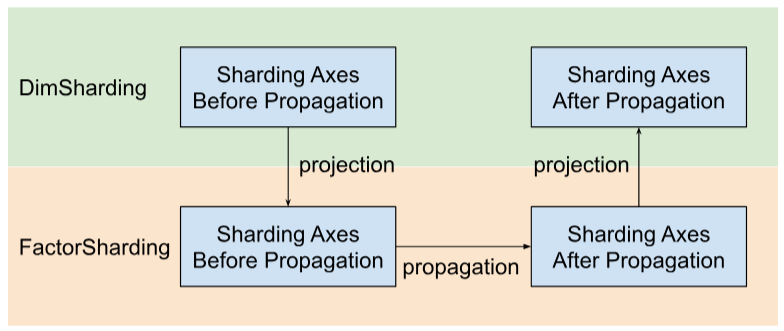 DimSharding
Sharding Axes
Before Propagation
Sharding Axes
After Propagation
projection
projection
FactorSharding
Sharding Axes
Before Propagation
propagation
Sharding Axes
After Propagation